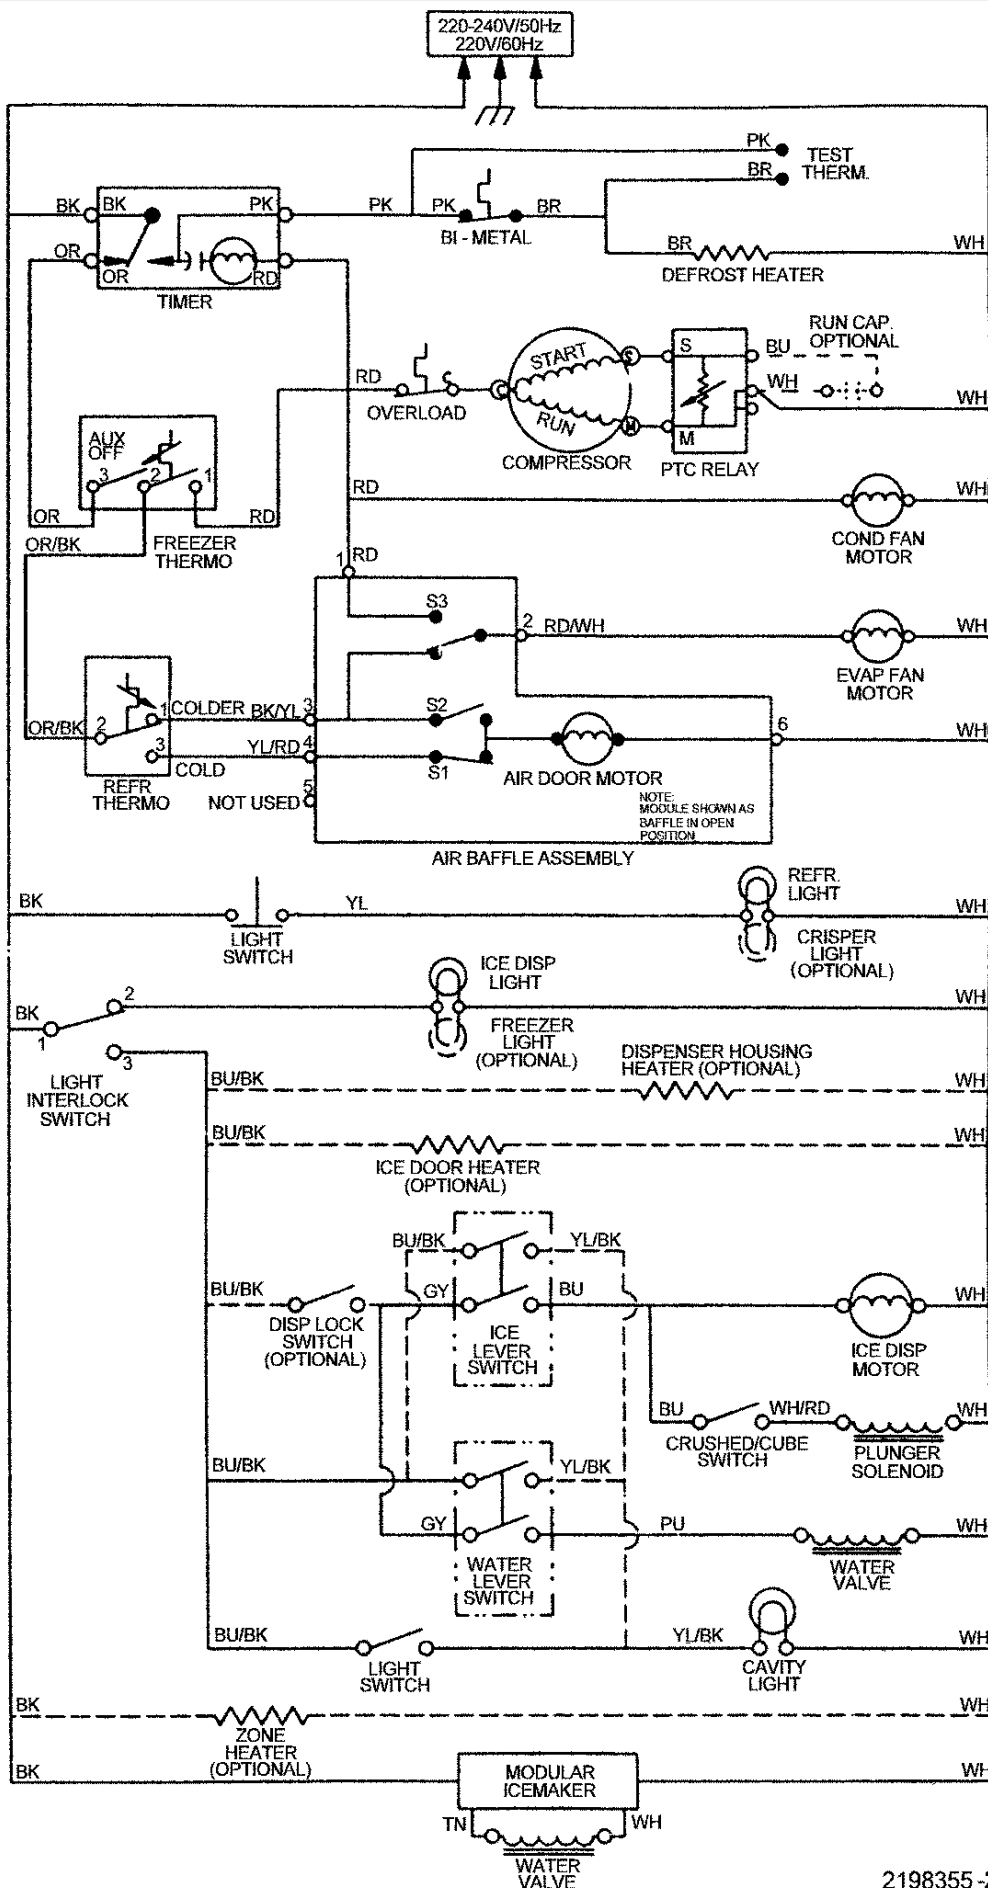 220-240V/50Hz
220V/60Hz
PK
BR
TEST
THERM.
BK
BK
PK
PK
PK
BR
BI - METAL
OR
OR
RD
TIMER
BR
WH
DEFROST HEATER
RUN CAP.
OPTIONAL
START
S
S
BU
RD
OVERLOAD
C
WH
WH
RUN
M
M
COMPRESSOR
PTC RELAY
AUX
OFF
3
2
1
OR
RD
RD
WH
OR/BK
FREEZER
THERMO
COND FAN
MOTOR
1
RD
S3
2
RD/WH
WH
EVAP FAN
MOTOR
1
COLDER
BK/YL
3
S2
6
OR/BK
2
WH
3
YL/RD
4
COLD
S1
AIR DOOR MOTOR
REFR
THERMO
5
NOT USED
NOTE:
MODULE SHOWN AS
BAFFLE IN OPEN
POSITION
AIR BAFFLE ASSEMBLY
REFR.
LIGHT
BK
YL
WH
LIGHT
SWITCH
CRISPER
LIGHT
(OPTIONAL)
ICE DISP
LIGHT
2
BK
WH
1
3
FREEZER
LIGHT
(OPTIONAL)
LIGHT
INTERLOCK
SWITCH
DISPENSER HOUSING
HEATER (OPTIONAL)
BU/BK
WH
BU/BK
WH
ICE DOOR HEATER
(OPTIONAL)
BU/BK
YL/BK
BU/BK
GY
BU
WH
DISP LOCK
SWITCH
(OPTIONAL)
ICE
LEVER
SWITCH
ICE DISP
MOTOR
BU
WH/RD
WH
CRUSHED/CUBE
SWITCH
PLUNGER
SOLENOID
BU/BK
YL/BK
GY
PU
WH
WATER
LEVER
SWITCH
WATER
VALVE
BU/BK
YL/BK
WH
LIGHT
SWITCH
CAVITY
LIGHT
BK
WH
ZONE
HEATER
(OPTIONAL)
BK
MODULAR
ICEMAKER
WH
TN
WH
WATER
VALVE
2198355 -